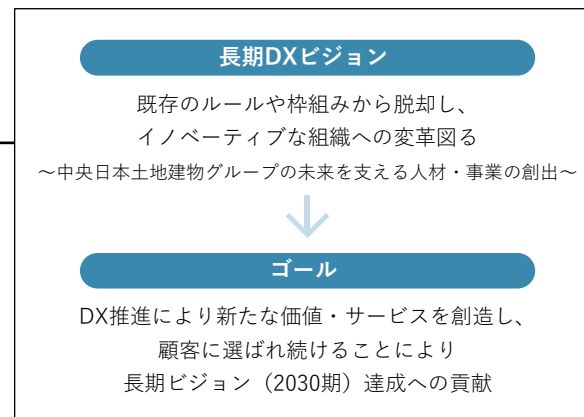 長期DXビジョン
既存のルールや枠組みから脱却し、
イノベーティブな組織への変革図る
～中央日本土地建物グループの未来を支える人材・事業の創出～
ゴール
DX推進により新たな価値・サービスを創造し、
顧客に選ばれ続けることにより
長期ビジョン（2030期）達成への貢献